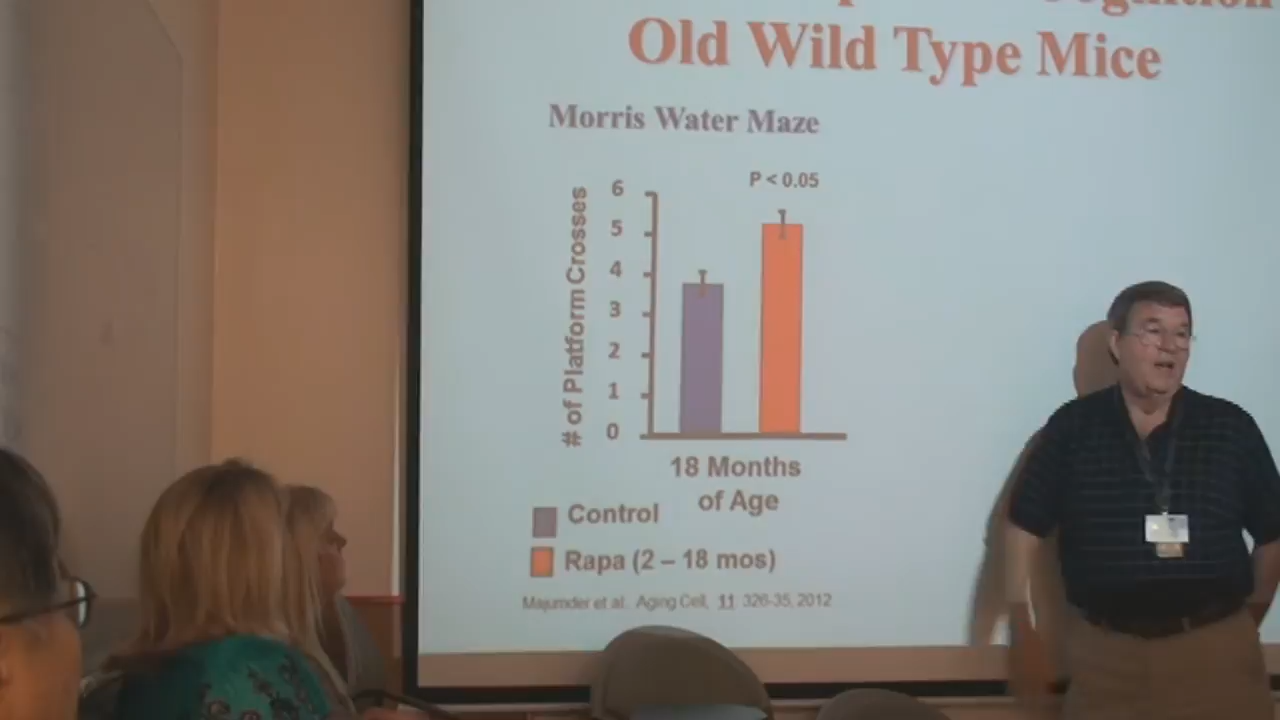 Old Wild Type Mice
Morris Water Maze
P < 0.05
# of Platform Crosses
6
5
4
3
2
1
0
18 Months
of Age
Control
Rapa (2 – 18 mos)
Majumder et al. Aging Cell, 11 326-35, 2012